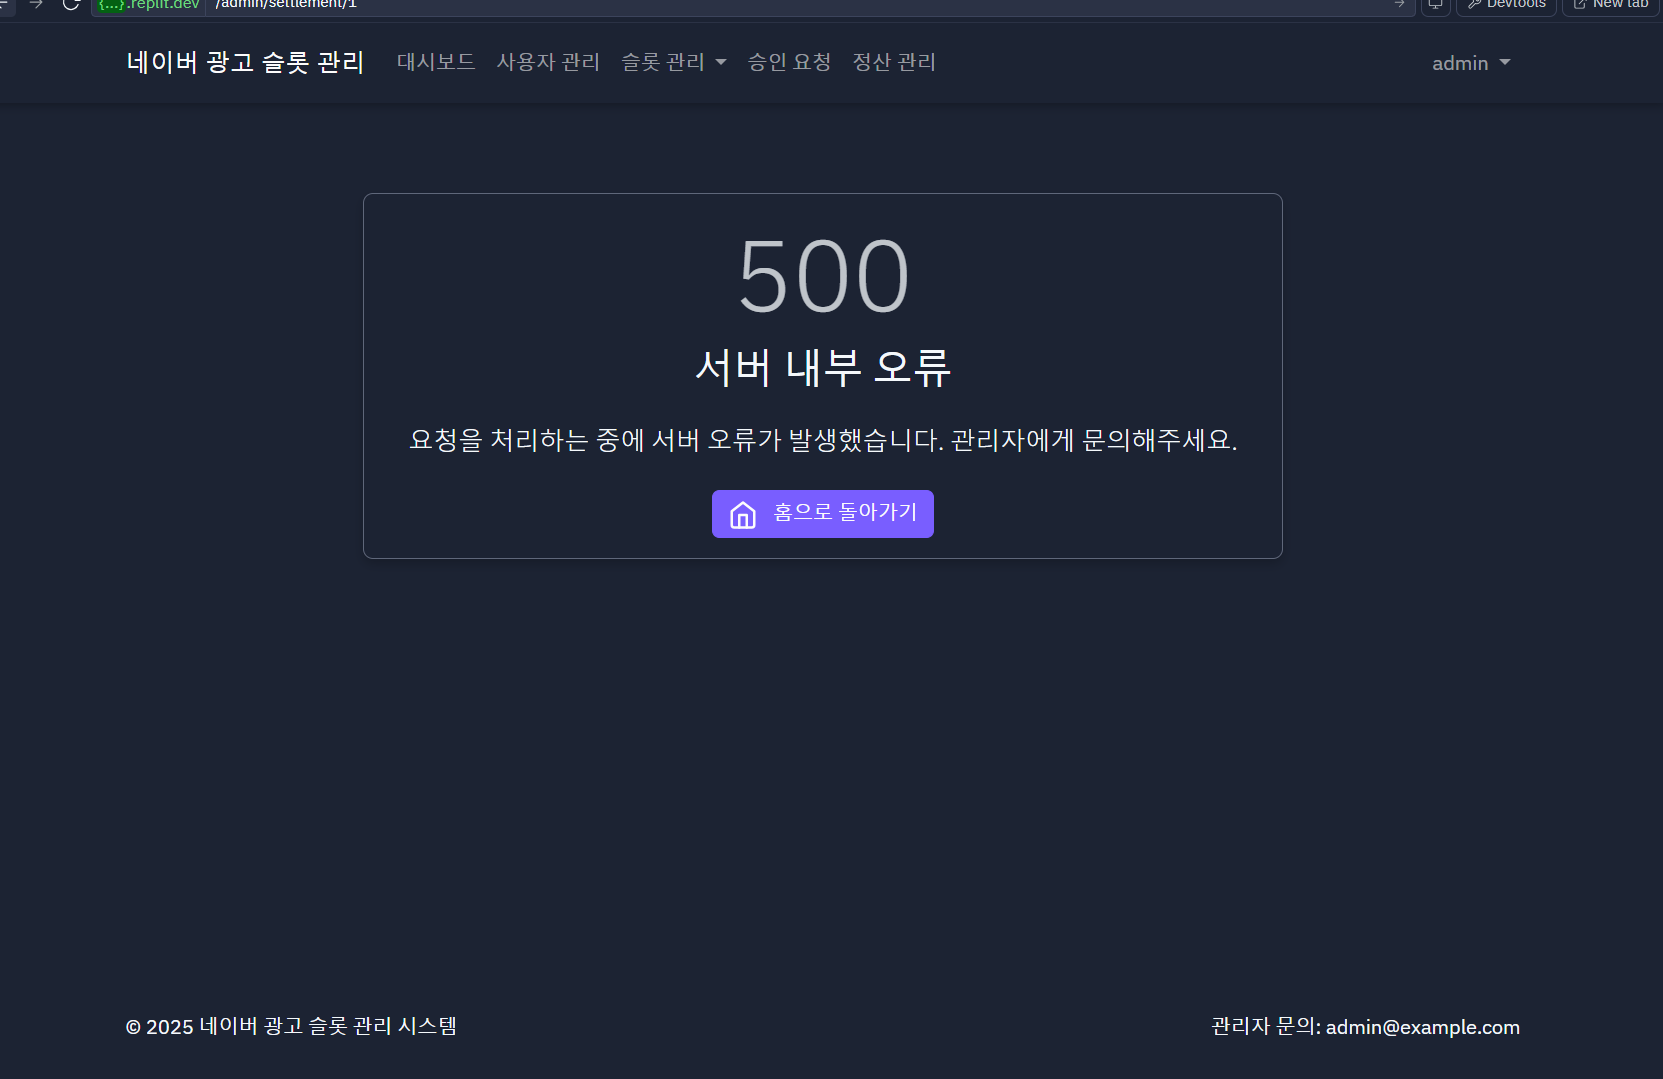 {...}.replit.dev /admin/settlement/1 Devtools New tab
네이버 광고 슬롯 관리 대시보드 사용자 관리 슬롯 관리 승인 요청 정산 관리 admin
500
서버 내부 오류
요청을 처리하는 중에 서버 오류가 발생했습니다. 관리자에게 문의해주세요.
홈으로 돌아가기
© 2025 네이버 광고 슬롯 관리 시스템 관리자 문의: admin@example.com